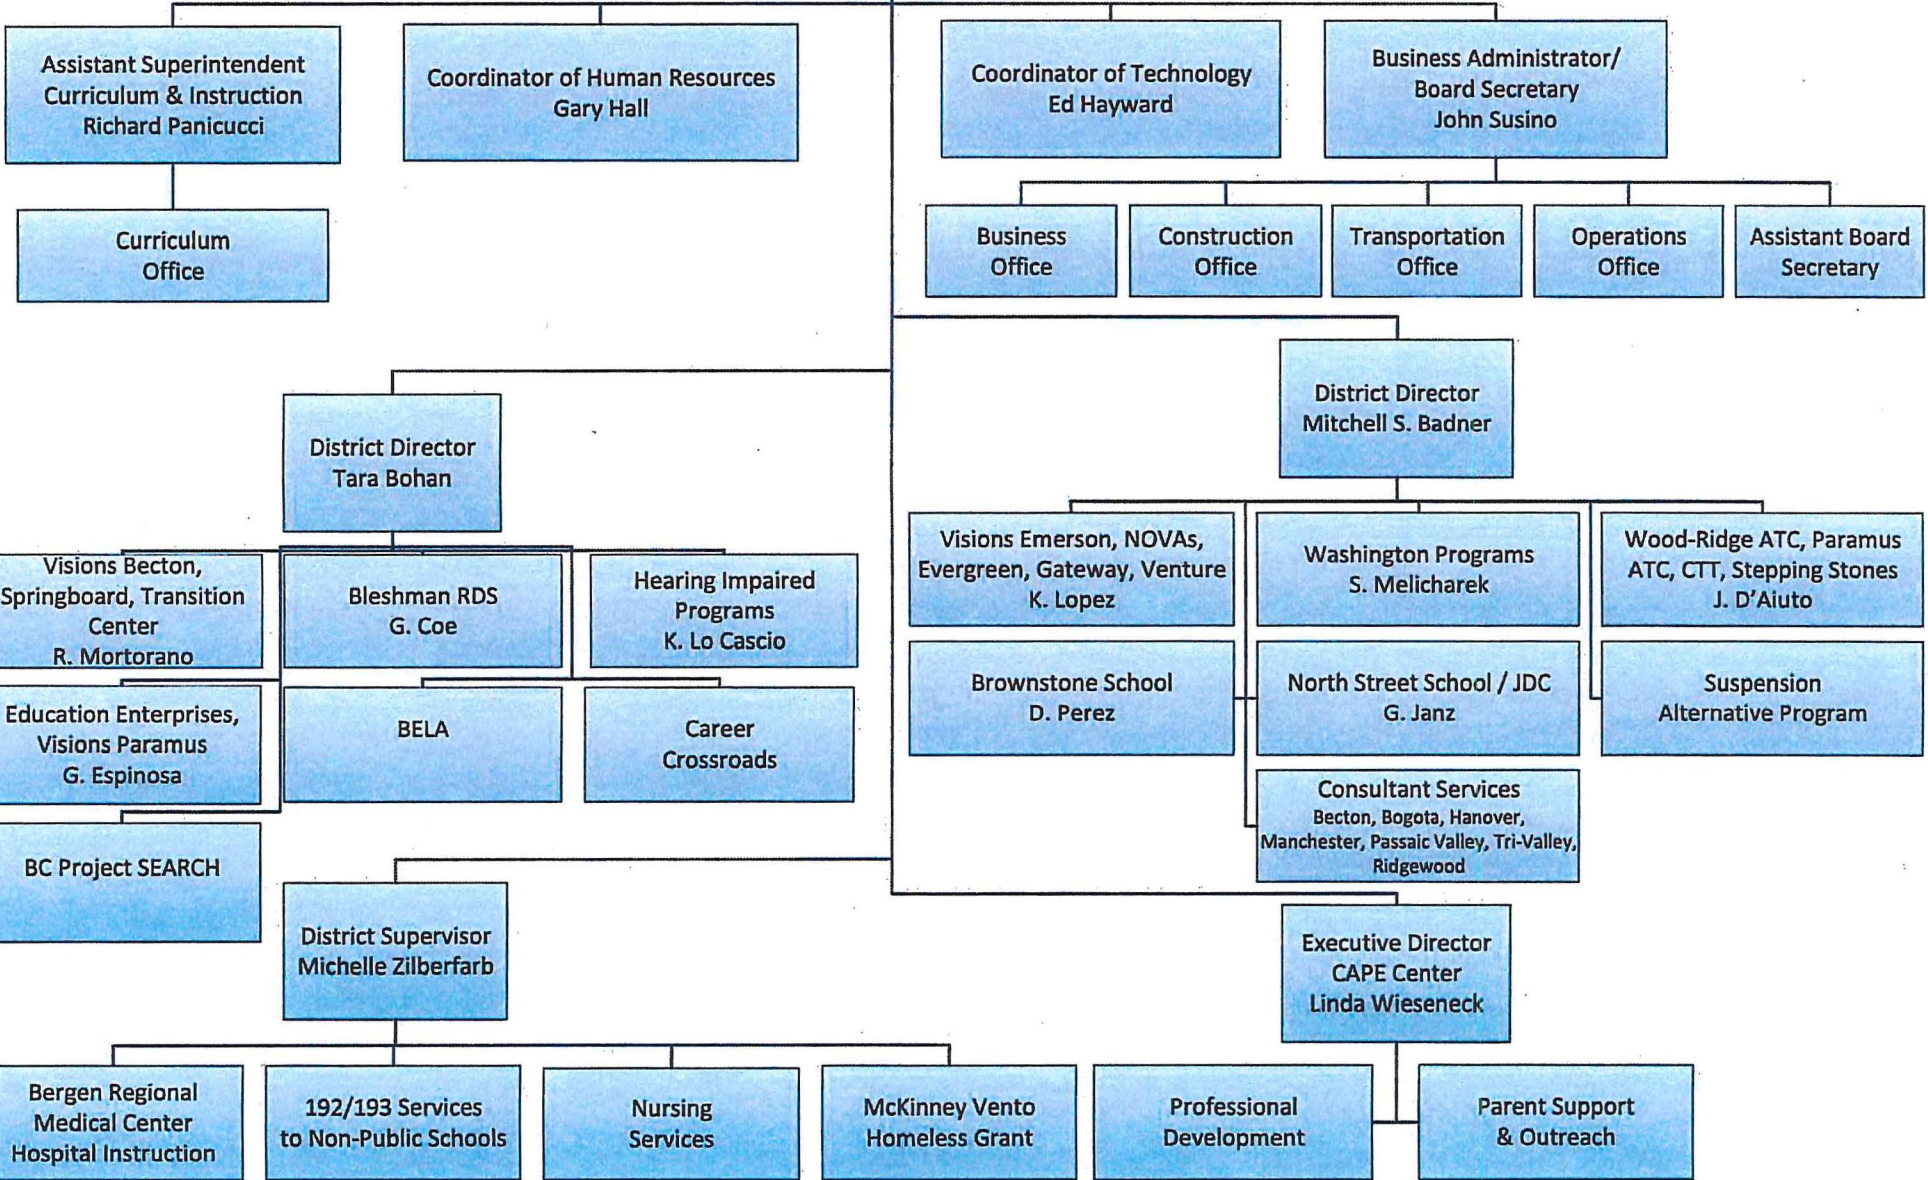 Assistant Superintendent
Curriculum & Instruction
Richard Panicucci
Coordinator of Human Resources
Gary Hall
Coordinator of Technology
Ed Hayward
Business Administrator/
Board Secretary
John Susino
Curriculum
Office
Business
Office
Construction
Office
Transportation
Office
Operations
Office
Assistant Board
Secretary
District Director
Mitchell S. Badner
District Director
Tara Bohan
Visions Emerson, NOVAs,
Evergreen, Gateway, Venture
K. Lopez
Washington Programs
S. Melicharek
Wood-Ridge ATC, Paramus
ATC, CTT, Stepping Stones
J. D'Aiuto
Visions Becton,
Springboard, Transition
Center
R. Mortorano
Bleshman RDS
G. Coe
Hearing Impaired
Programs
K. Lo Cascio
Brownstone School
D. Perez
North Street School / JDC
G. Janz
Suspension
Alternative Program
Education Enterprises,
Visions Paramus
G. Espinosa
BELA
Career
Crossroads
Consultant Services
Becton, Bogota, Hanover,
Manchester, Passaic Valley, Tri-Valley,
Ridgewood
BC Project SEARCH
District Supervisor
Michelle Zilberfarb
Executive Director
CAPE Center
Linda Wieseneck
Bergen Regional
Medical Center
Hospital Instruction
192/193 Services
to Non-Public Schools
Nursing
Services
McKinney Vento
Homeless Grant
Professional
Development
Parent Support
& Outreach